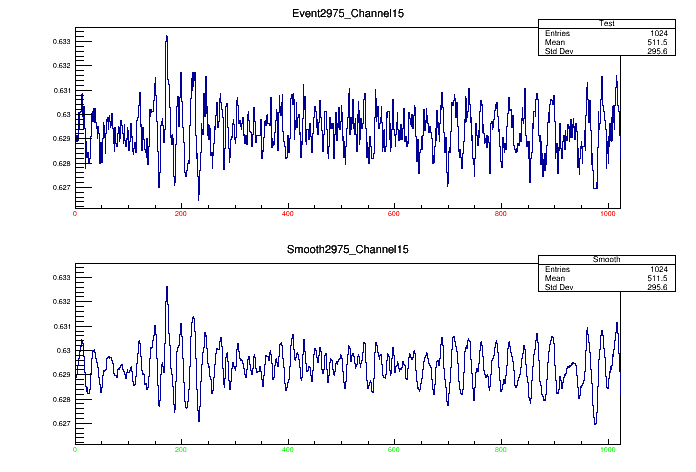 Event2975_Channel15
Test
Entries 1024
Mean 511.5
Std Dev 295.6
0.633
0.632
0.631
0.63
0.629
0.628
0.627
0 200 400 600 800 1000
Smooth2975_Channel15
Smooth
Entries 1024
Mean 511.5
Std Dev 295.6
0.633
0.632
0.631
0.63
0.629
0.628
0.627
0 200 400 600 800 1000